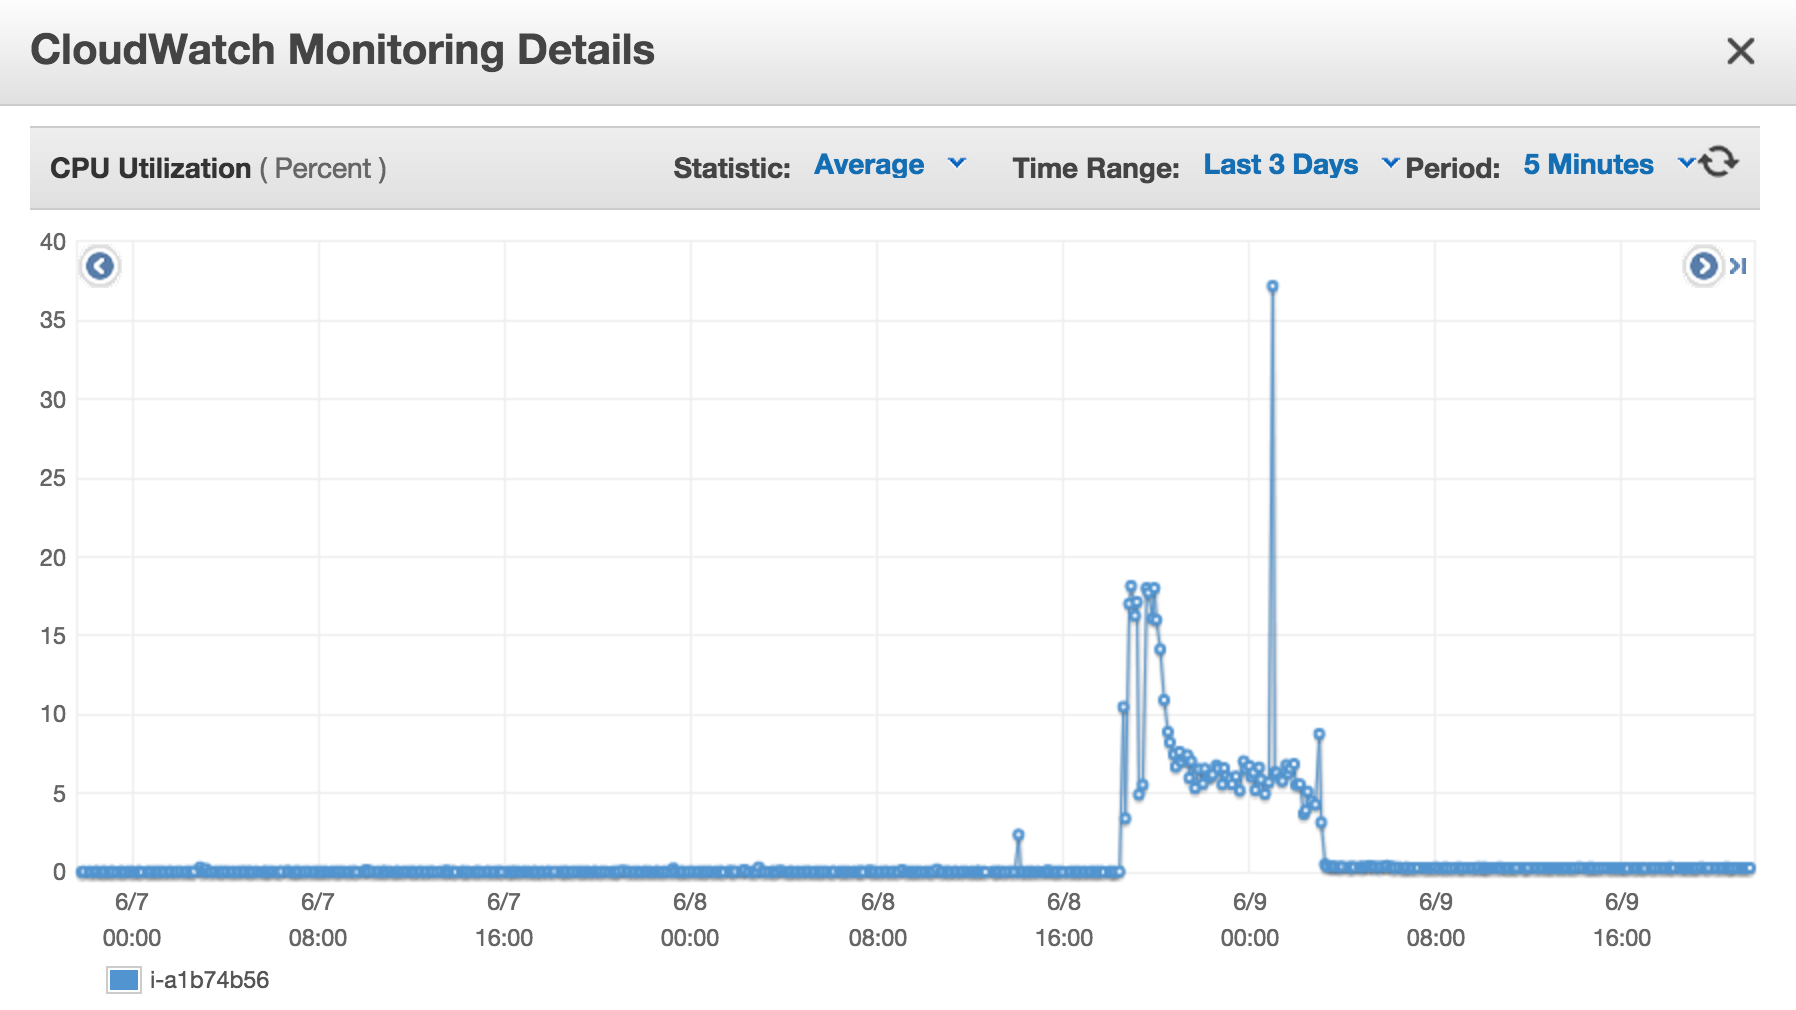 CloudWatch Monitoring Details
CPU Utilization ( Percent ) Statistic: Average Time Range: Last 3 Days Period: 5 Minutes
40
35
30
25
20
15
10
5
0
6/7 6/7 6/7 6/8 6/8 6/8 6/9 6/9 6/9
00:00 08:00 16:00 00:00 08:00 16:00 00:00 08:00 16:00
i-a1b74b56